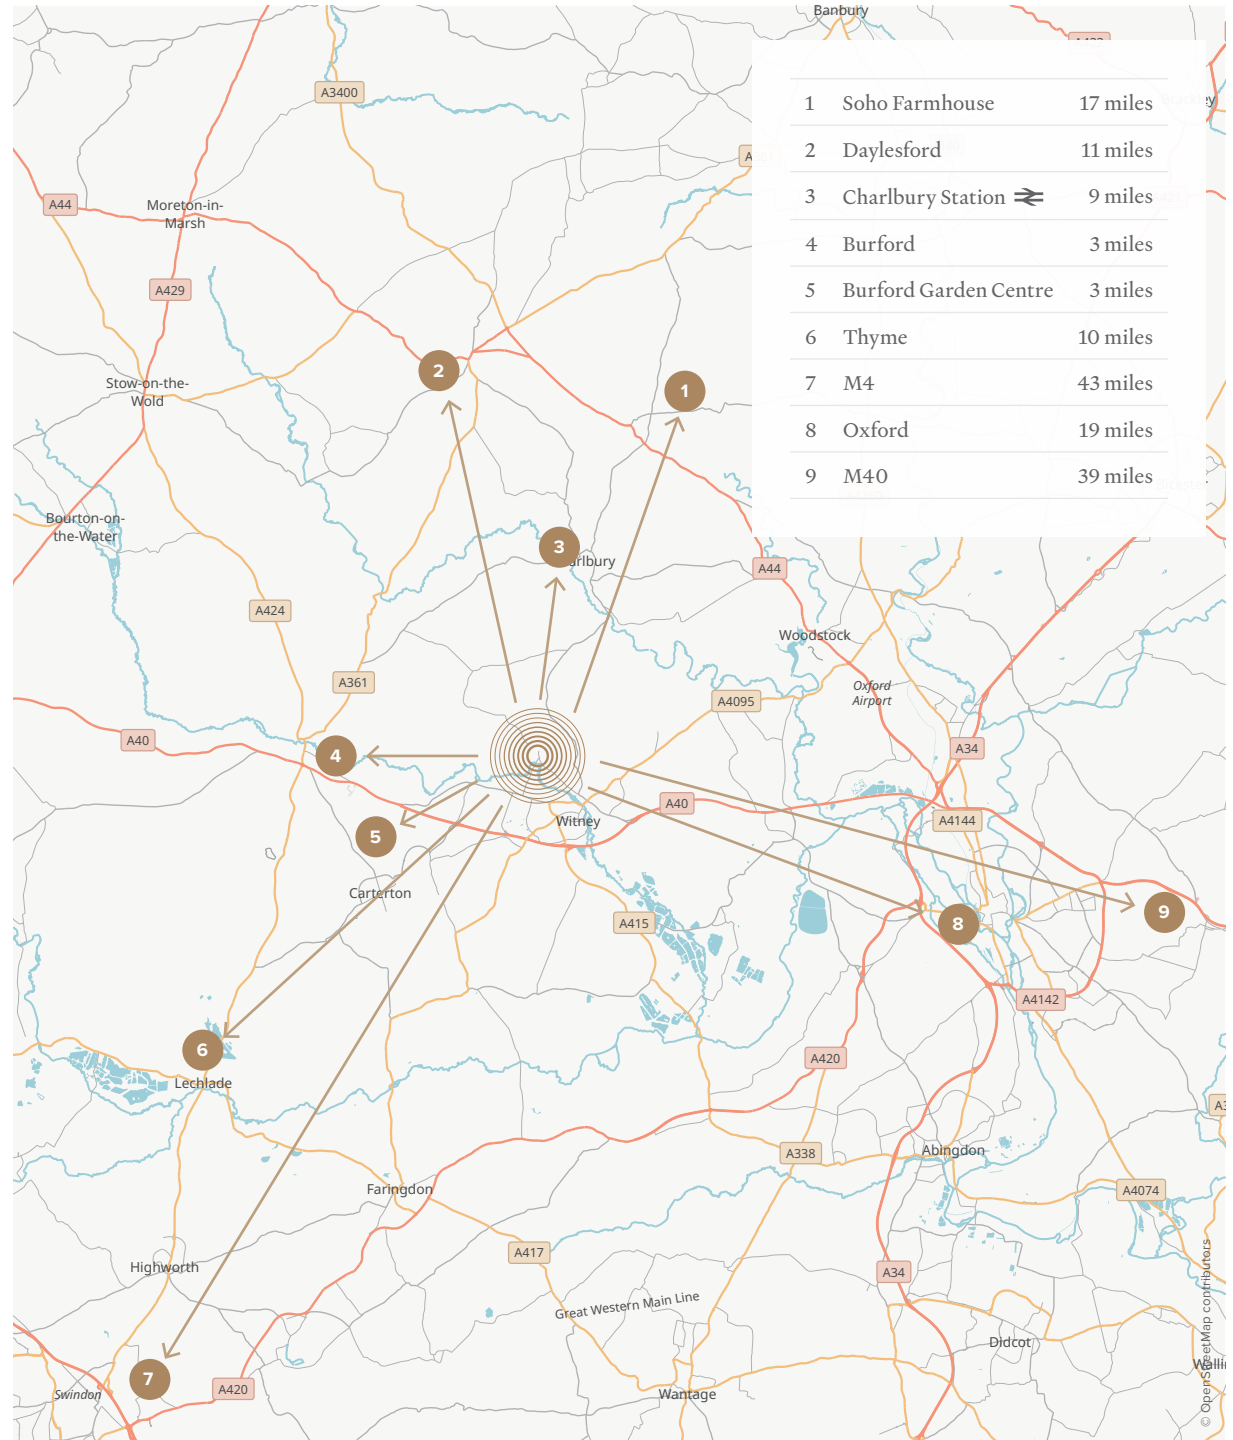 Banbury
A3400
1 Soho Farmhouse 17 miles
2 Daylesford 11 miles
3 Charlbury Station 9 miles
4 Burford 3 miles
5 Burford Garden Centre 3 miles
6 Thyme 10 miles
7 M4 43 miles
8 Oxford 19 miles
9 M40 39 miles
A44
Moreton-in-
Marsh
A429
Stow-on-the-
Wold
2
1
Bourton-on-
the-Water
3
arlbury
A44
A424
Woodstock
A361
Oxford
Airport
A4095
A40
4
A34
A40
Witney
A4144
5
Carterton
A415
8
9
A4142
6
Lechlade
A420
A338
Abingdon
Faringdon
A4074
A417
Highworth
A34
Great Western Main Line
Didcot
7
Swindon
A420
Wantage
© OpenStreetMap contributors